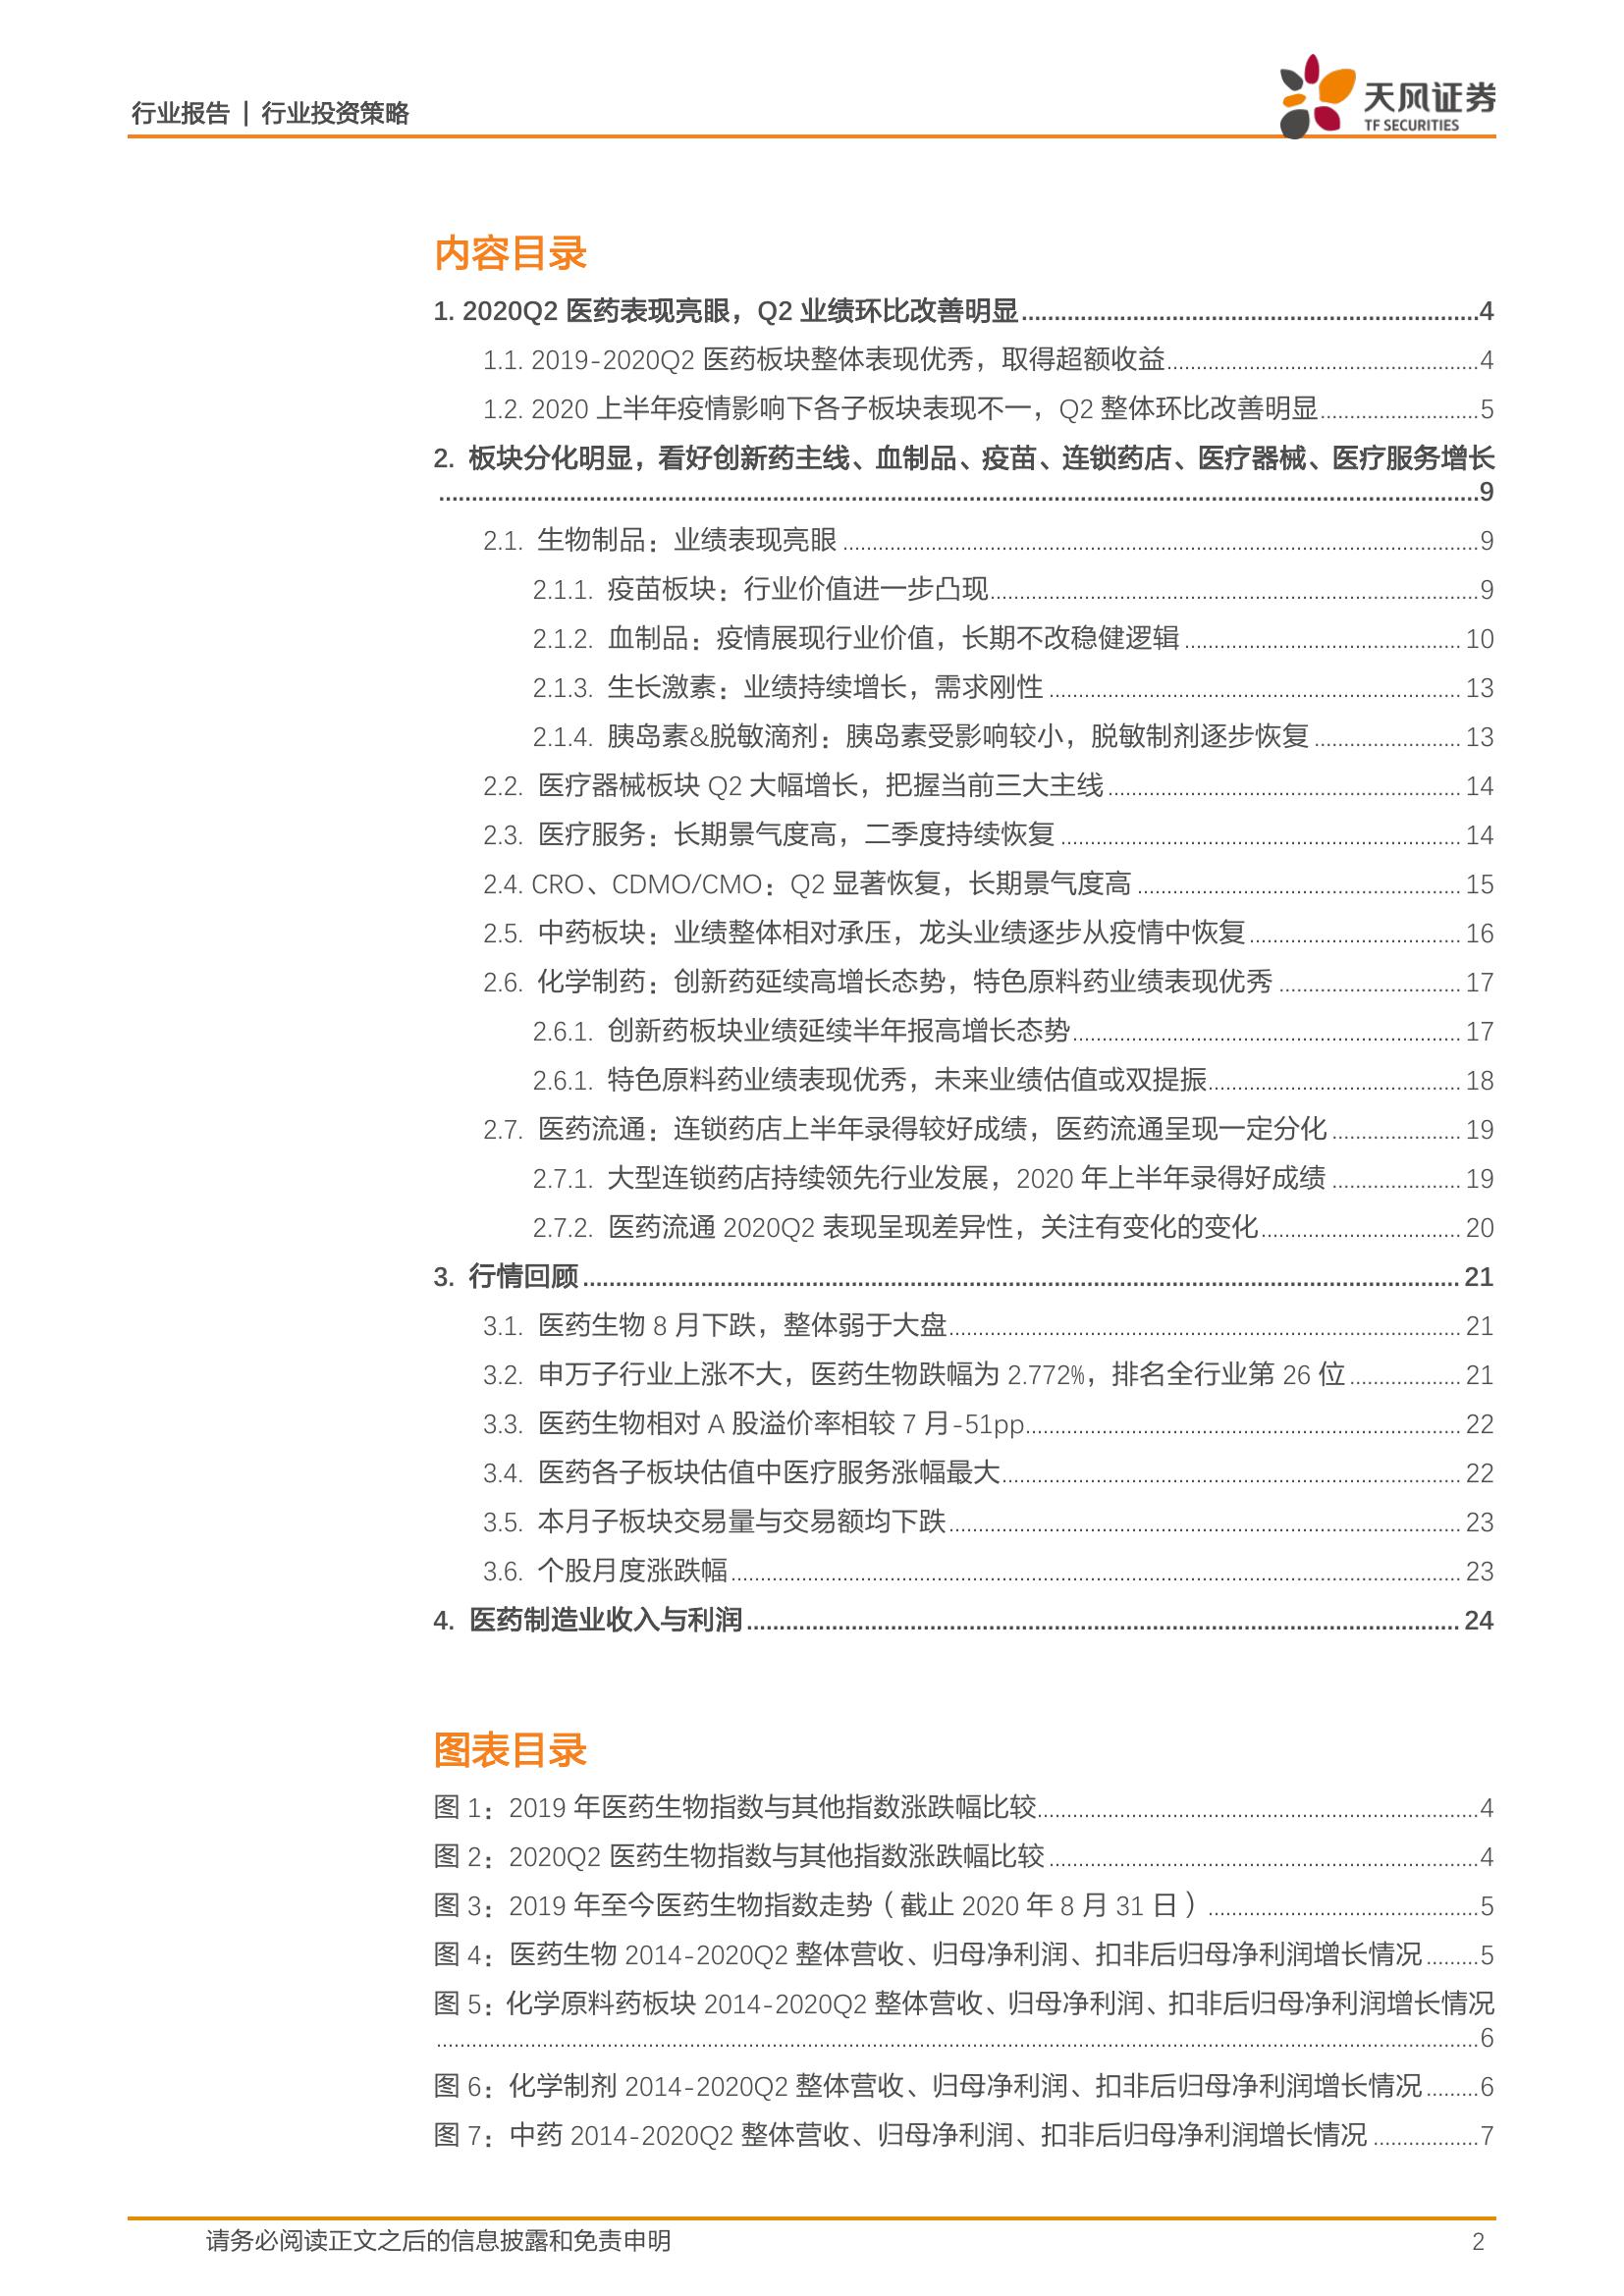 行业报告 | 行业投资策略
天风证券
TF SECURITIES
内容目录
1. 2020Q2 医药表现亮眼，Q2 业绩环比改善明显........4
1.1. 2019-2020Q2 医药板块整体表现优秀，取得超额收益........4
1.2. 2020 上半年疫情影响下各子板块表现不一，Q2 整体环比改善明显........5
2. 板块分化明显，看好创新药主线、血制品、疫苗、连锁药店、医疗器械、医疗服务增长
........9
2.1. 生物制品：业绩表现亮眼........9
2.1.1. 疫苗板块：行业价值进一步凸现........9
2.1.2. 血制品：疫情展现行业价值，长期不改稳健逻辑........10
2.1.3. 生长激素：业绩持续增长，需求刚性........13
2.1.4. 胰岛素&脱敏滴剂：胰岛素受影响较小，脱敏制剂逐步恢复........13
2.2. 医疗器械板块 Q2 大幅增长，把握当前三大主线........14
2.3. 医疗服务：长期景气度高，二季度持续恢复........14
2.4. CRO、CDMO/CMO：Q2 显著恢复，长期景气度高........15
2.5. 中药板块：业绩整体相对承压，龙头业绩逐步从疫情中恢复........16
2.6. 化学制药：创新药延续高增长态势，特色原料药业绩表现优秀........17
2.6.1. 创新药板块业绩延续半年报高增长态势........17
2.6.1. 特色原料药业绩表现优秀，未来业绩估值或双提振........18
2.7. 医药流通：连锁药店上半年录得较好成绩，医药流通呈现一定分化........19
2.7.1. 大型连锁药店持续领先行业发展，2020 年上半年录得好成绩........19
2.7.2. 医药流通 2020Q2 表现呈现差异性，关注有变化的变化........20
3. 行情回顾........21
3.1. 医药生物 8 月下跌，整体弱于大盘........21
3.2. 申万子行业上涨不大，医药生物跌幅为 2.772%，排名全行业第 26 位........21
3.3. 医药生物相对 A 股溢价率相较 7 月-51pp........22
3.4. 医药各子板块估值中医疗服务涨幅最大........22
3.5. 本月子板块交易量与交易额均下跌........23
3.6. 个股月度涨跌幅........23
4. 医药制造业收入与利润........24
图表目录
图 1：2019 年医药生物指数与其他指数涨跌幅比较........4
图 2：2020Q2 医药生物指数与其他指数涨跌幅比较........4
图 3：2019 年至今医药生物指数走势（截止 2020 年 8 月 31 日）........5
图 4：医药生物 2014-2020Q2 整体营收、归母净利润、扣非后归母净利润增长情况........5
图 5：化学原料药板块 2014-2020Q2 整体营收、归母净利润、扣非后归母净利润增长情况
........6
图 6：化学制剂 2014-2020Q2 整体营收、归母净利润、扣非后归母净利润增长情况........6
图 7：中药 2014-2020Q2 整体营收、归母净利润、扣非后归母净利润增长情况........7
请务必阅读正文之后的信息披露和免责申明
2